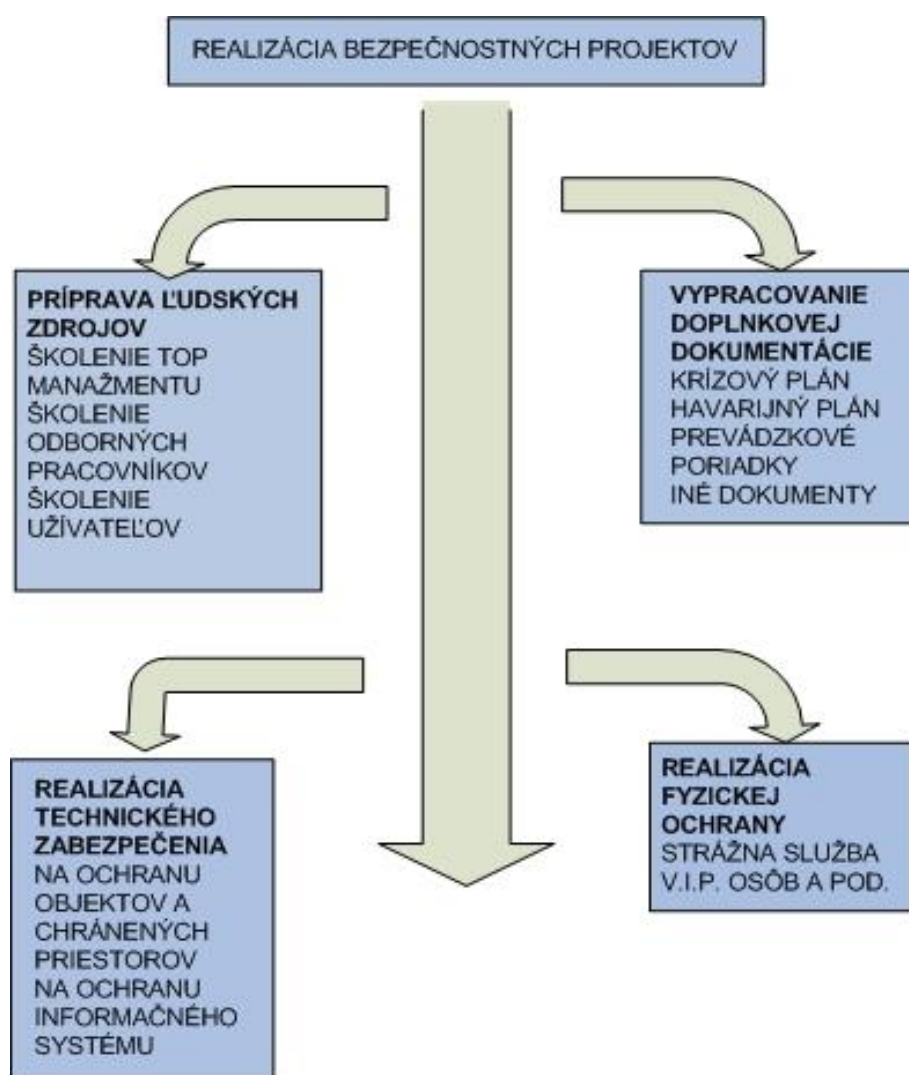 REALIZÁCIA BEZPEČNOSTNÝCH PROJEKTOV
PRÍPRAVA ĽUDSKÝCH
ZDROJOV
ŠKOLENIE TOP
MANAŽMENTU
ŠKOLENIE
ODBORNÝCH
PRACOVNÍKOV
ŠKOLENIE
UŽÍVATEĽOV
VYPRACOVANIE
DOPLNKOVEJ
DOKUMENTÁCIE
KRÍZOVÝ PLÁN
HAVARIJNÝ PLÁN
PREVÁDZKOVÉ
PORIADKY
INÉ DOKUMENTY
REALIZÁCIA
TECHNICKÉHO
ZABEZPEČENIA
NA OCHRANU
OBJEKTOV A
CHRÁNENÝCH
PRIESTOROV
NA OCHRANU
INFORMAČNÉHO
SYSTÉMU
REALIZÁCIA
FYZICKEJ
OCHRANY
STRÁŽNA SLUŽBA
V.I.P. OSÔB A POD.